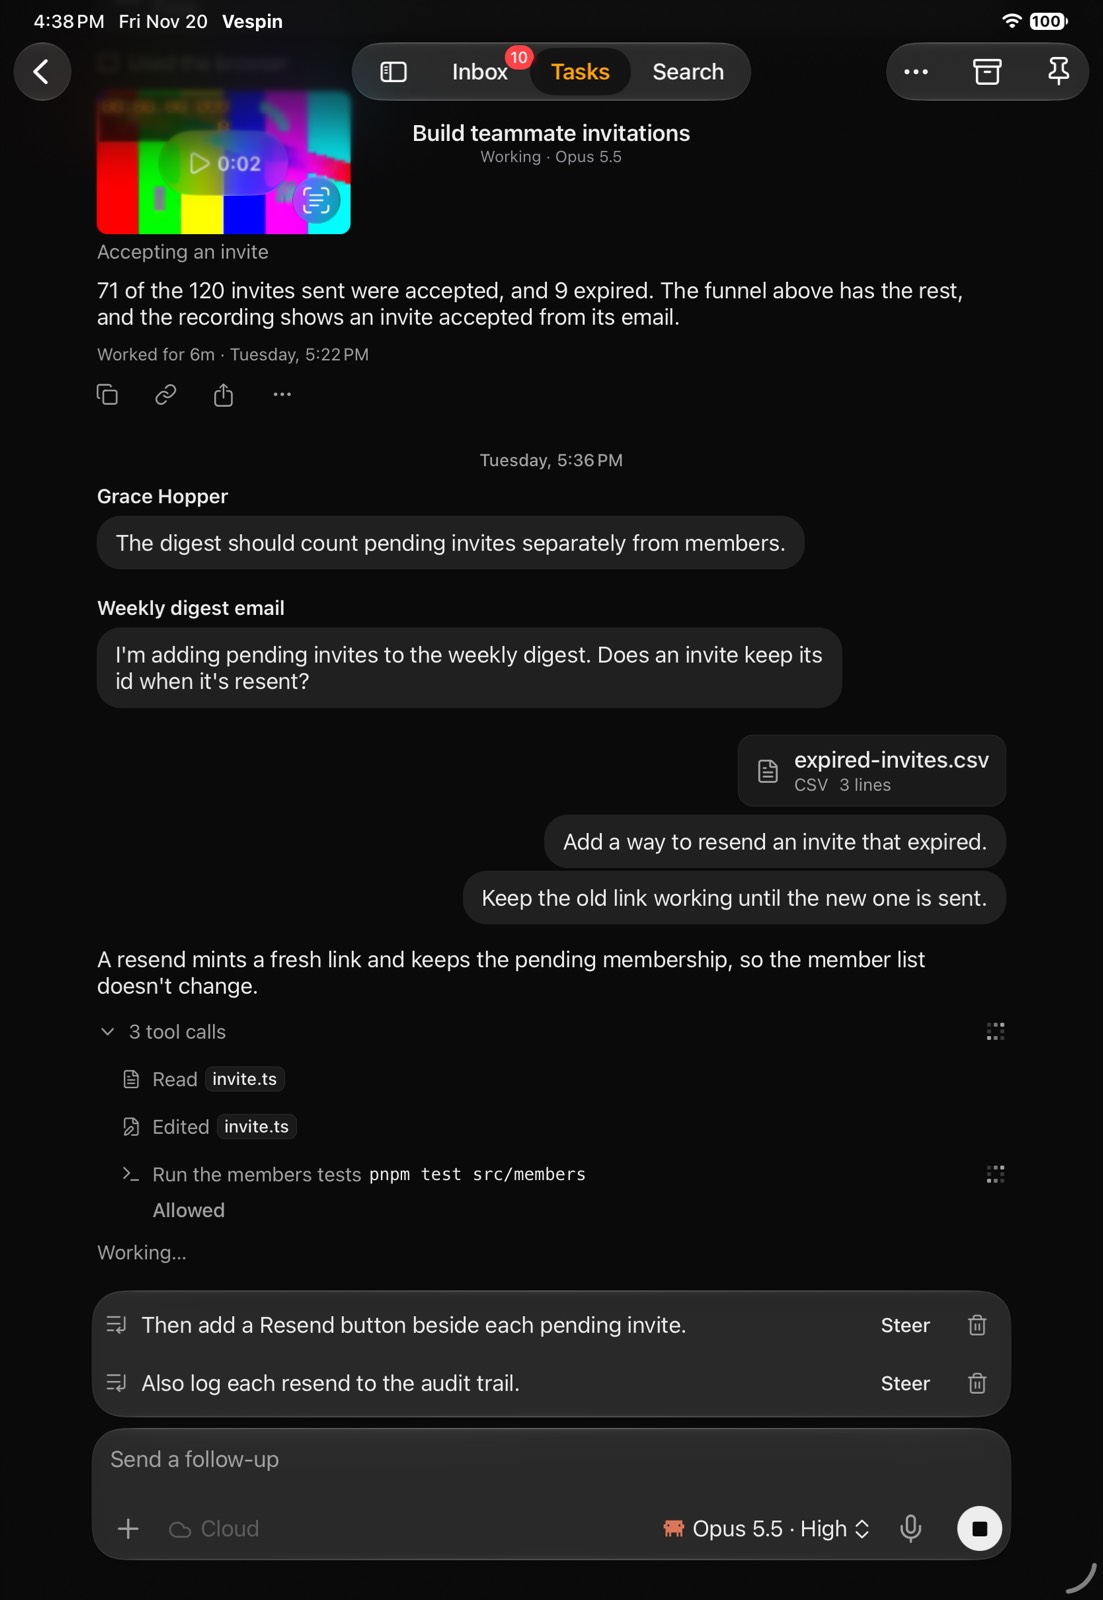 4:38 PM Fri Nov 20 Vespin
100
Inbox 10 Tasks Search
Build teammate invitations
Working · Opus 5.5
0:02
Accepting an invite
71 of the 120 invites sent were accepted, and 9 expired. The funnel above has the rest,
and the recording shows an invite accepted from its email.
Worked for 6m · Tuesday, 5:22 PM
Tuesday, 5:36 PM
Grace Hopper
The digest should count pending invites separately from members.
Weekly digest email
I'm adding pending invites to the weekly digest. Does an invite keep its
id when it's resent?
expired-invites.csv
CSV 3 lines
Add a way to resend an invite that expired.
Keep the old link working until the new one is sent.
A resend mints a fresh link and keeps the pending membership, so the member list
doesn't change.
3 tool calls
Read invite.ts
Edited invite.ts
Run the members tests pnpm test src/members
Allowed
Working...
Then add a Resend button beside each pending invite. Steer
Also log each resend to the audit trail. Steer
Send a follow-up
Cloud
Opus 5.5 · High